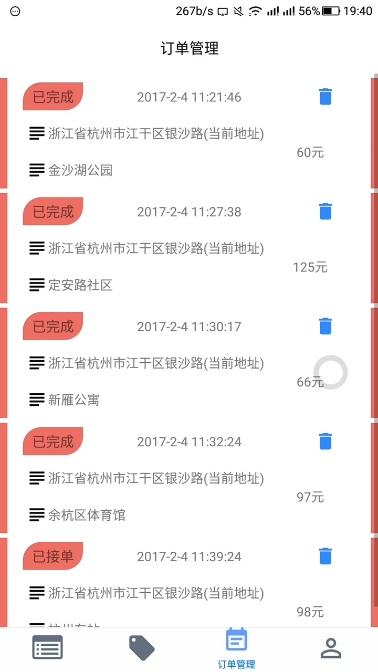 267b/s 56% 19:40
订单管理
已完成 2017-2-4 11:21:46
浙江省杭州市江干区银沙路(当前地址)
60元
金沙湖公园
已完成 2017-2-4 11:27:38
浙江省杭州市江干区银沙路(当前地址)
125元
定安路社区
已完成 2017-2-4 11:30:17
浙江省杭州市江干区银沙路(当前地址)
66元
新雁公寓
已完成 2017-2-4 11:32:24
浙江省杭州市江干区银沙路(当前地址)
97元
余杭区体育馆
已接单 2017-2-4 11:39:24
浙江省杭州市江干区银沙路(当前地址)
98元
订单管理